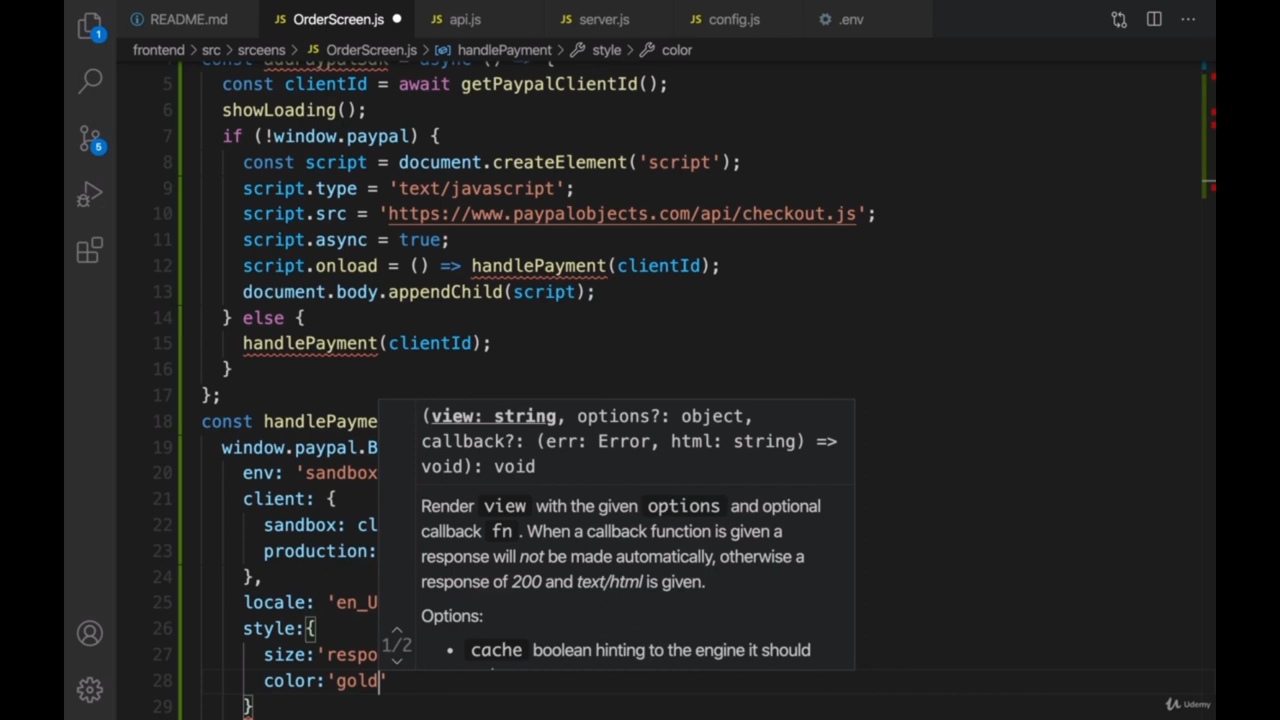 README.md
OrderScreen.js
api.js
server.js
config.js
.env
frontend > src > srceens > OrderScreen.js > handlePayment > style > color
5 const clientId = await getPaypalClientId();
6 showLoading();
7 if (!window.paypal) {
8 const script = document.createElement('script');
9 script.type = 'text/javascript';
10 script.src = 'https://www.paypalobjects.com/api/checkout.js';
11 script.async = true;
12 script.onload = () => handlePayment(clientId);
13 document.body.appendChild(script);
14 } else {
15 handlePayment(clientId);
16 }
17 };
18 const handlePayme
19 window.paypal.B
20 env: 'sandbox
21 client: {
22 sandbox: cl
23 production:
24 },
25 locale: 'en_U
26 style:{
27 size:'respo
28 color:'gold'
29 }
(view: string, options?: object,
callback?: (err: Error, html: string) =>
void): void
Render view with the given options and optional
callback fn . When a callback function is given a
response will not be made automatically, otherwise a
response of 200 and text/html is given.
Options:
• cache boolean hinting to the engine it should
1/2
1
5
Udemy